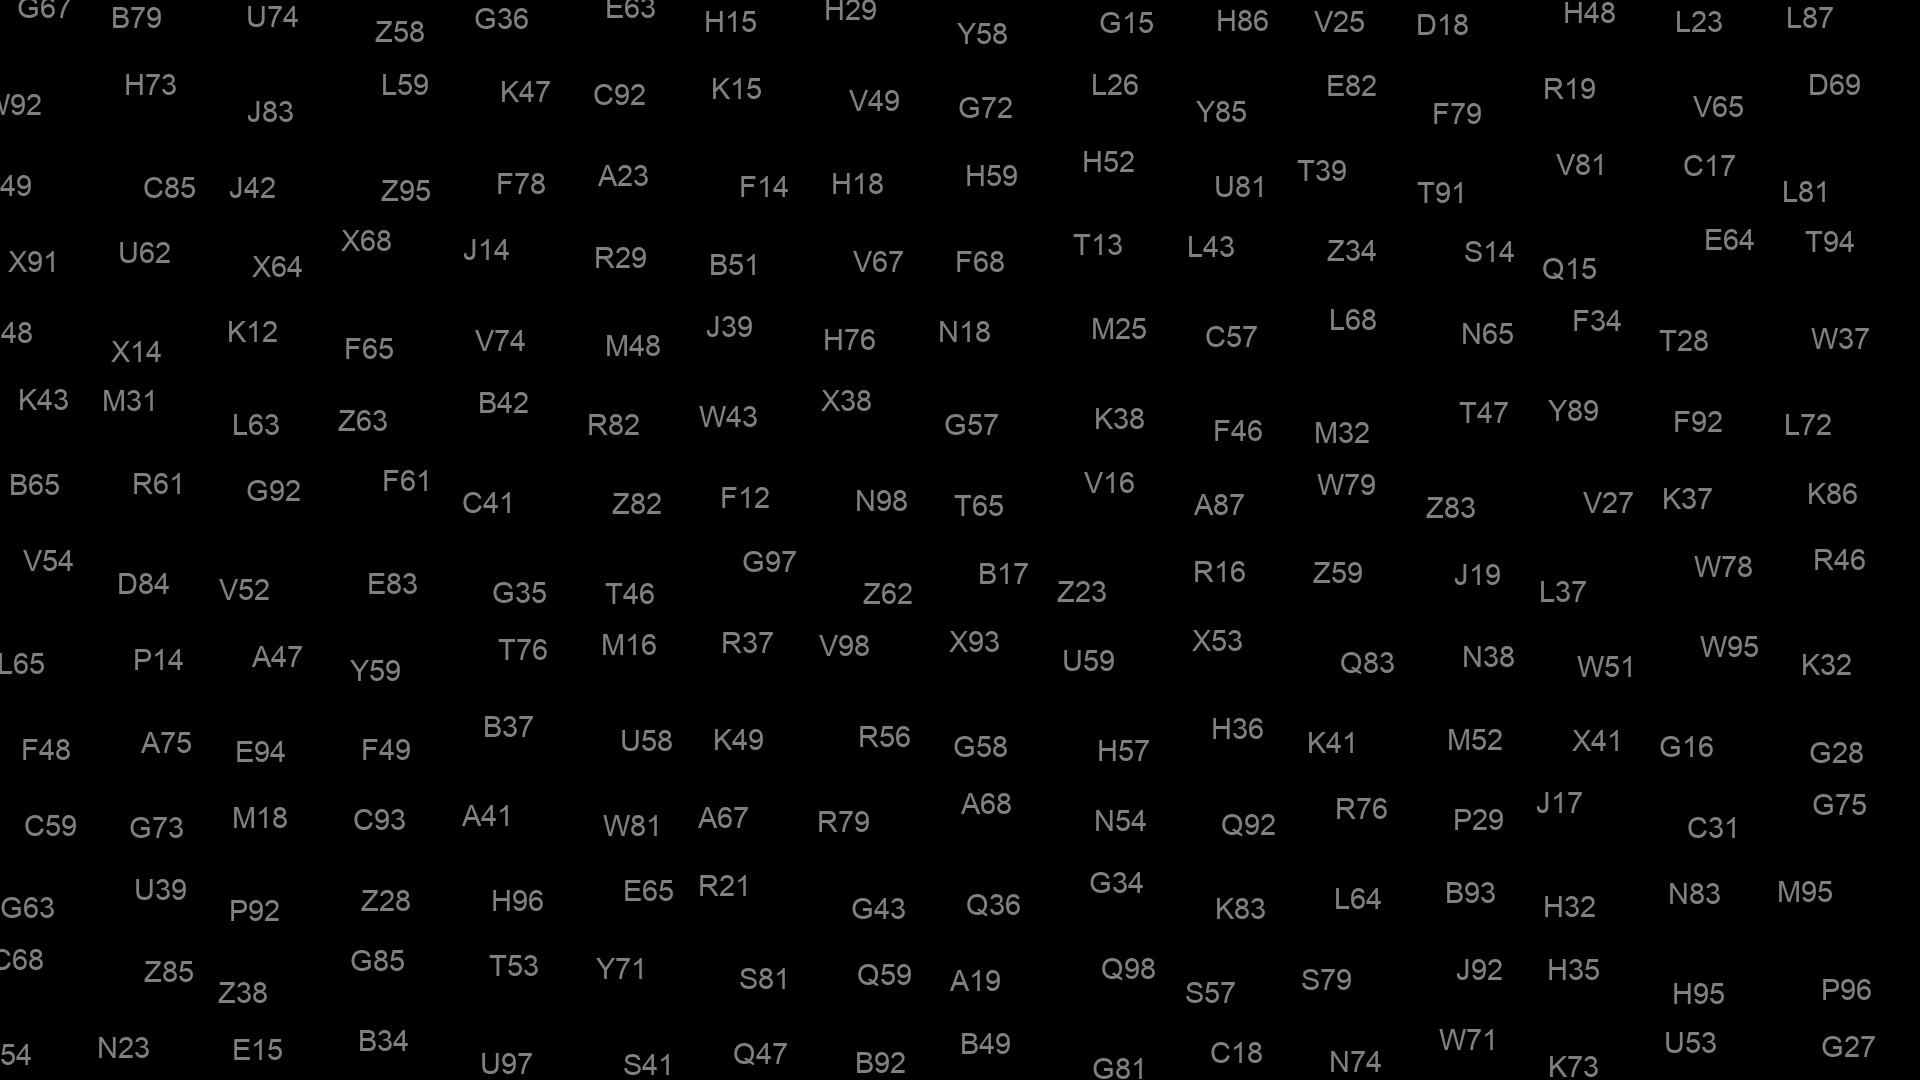 G67 B79 U74 Z58 G36 E63 H15 H29 Y58 G15 H86 V25 D18 H48 L23 L87
W92 H73 J83 L59 K47 C92 K15 V49 G72 L26 Y85 E82 F79 R19 V65 D69
49 C85 J42 Z95 F78 A23 F14 H18 H59 H52 U81 T39 T91 V81 C17 L81
X91 U62 X64 X68 J14 R29 B51 V67 F68 T13 L43 Z34 S14 Q15 E64 T94
48 X14 K12 F65 V74 M48 J39 H76 N18 M25 C57 L68 N65 F34 T28 W37
K43 M31 L63 Z63 B42 R82 W43 X38 G57 K38 F46 M32 T47 Y89 F92 L72
B65 R61 G92 F61 C41 Z82 F12 N98 T65 V16 A87 W79 Z83 V27 K37 K86
V54 D84 V52 E83 G35 T46 G97 Z62 B17 Z23 R16 Z59 J19 L37 W78 R46
L65 P14 A47 Y59 T76 M16 R37 V98 X93 U59 X53 Q83 N38 W51 W95 K32
F48 A75 E94 F49 B37 U58 K49 R56 G58 H57 H36 K41 M52 X41 G16 G28
C59 G73 M18 C93 A41 W81 A67 R79 A68 N54 Q92 R76 P29 J17 C31 G75
G63 U39 P92 Z28 H96 E65 R21 G43 Q36 G34 K83 L64 B93 H32 N83 M95
C68 Z85 Z38 G85 T53 Y71 S81 Q59 A19 Q98 S57 S79 J92 H35 H95 P96
54 N23 E15 B34 U97 S41 Q47 B92 B49 G81 C18 N74 W71 K73 U53 G27